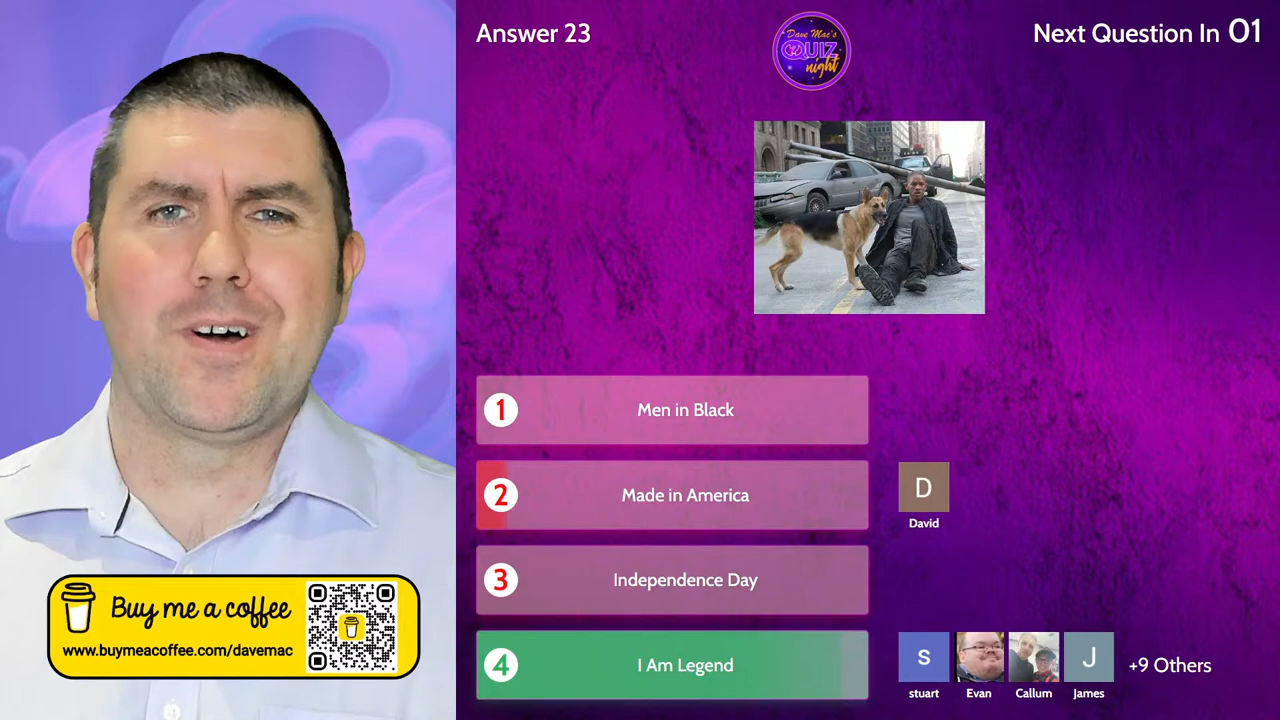 Answer 23
Dave Mac's
QUIZ
night
Next Question In 01
1 Men in Black
2 Made in America
D
David
3 Independence Day
4 I Am Legend
s
J
+9 Others
stuart
Evan
Callum
James
Buy me a coffee
www.buymeacoffee.com/davemac